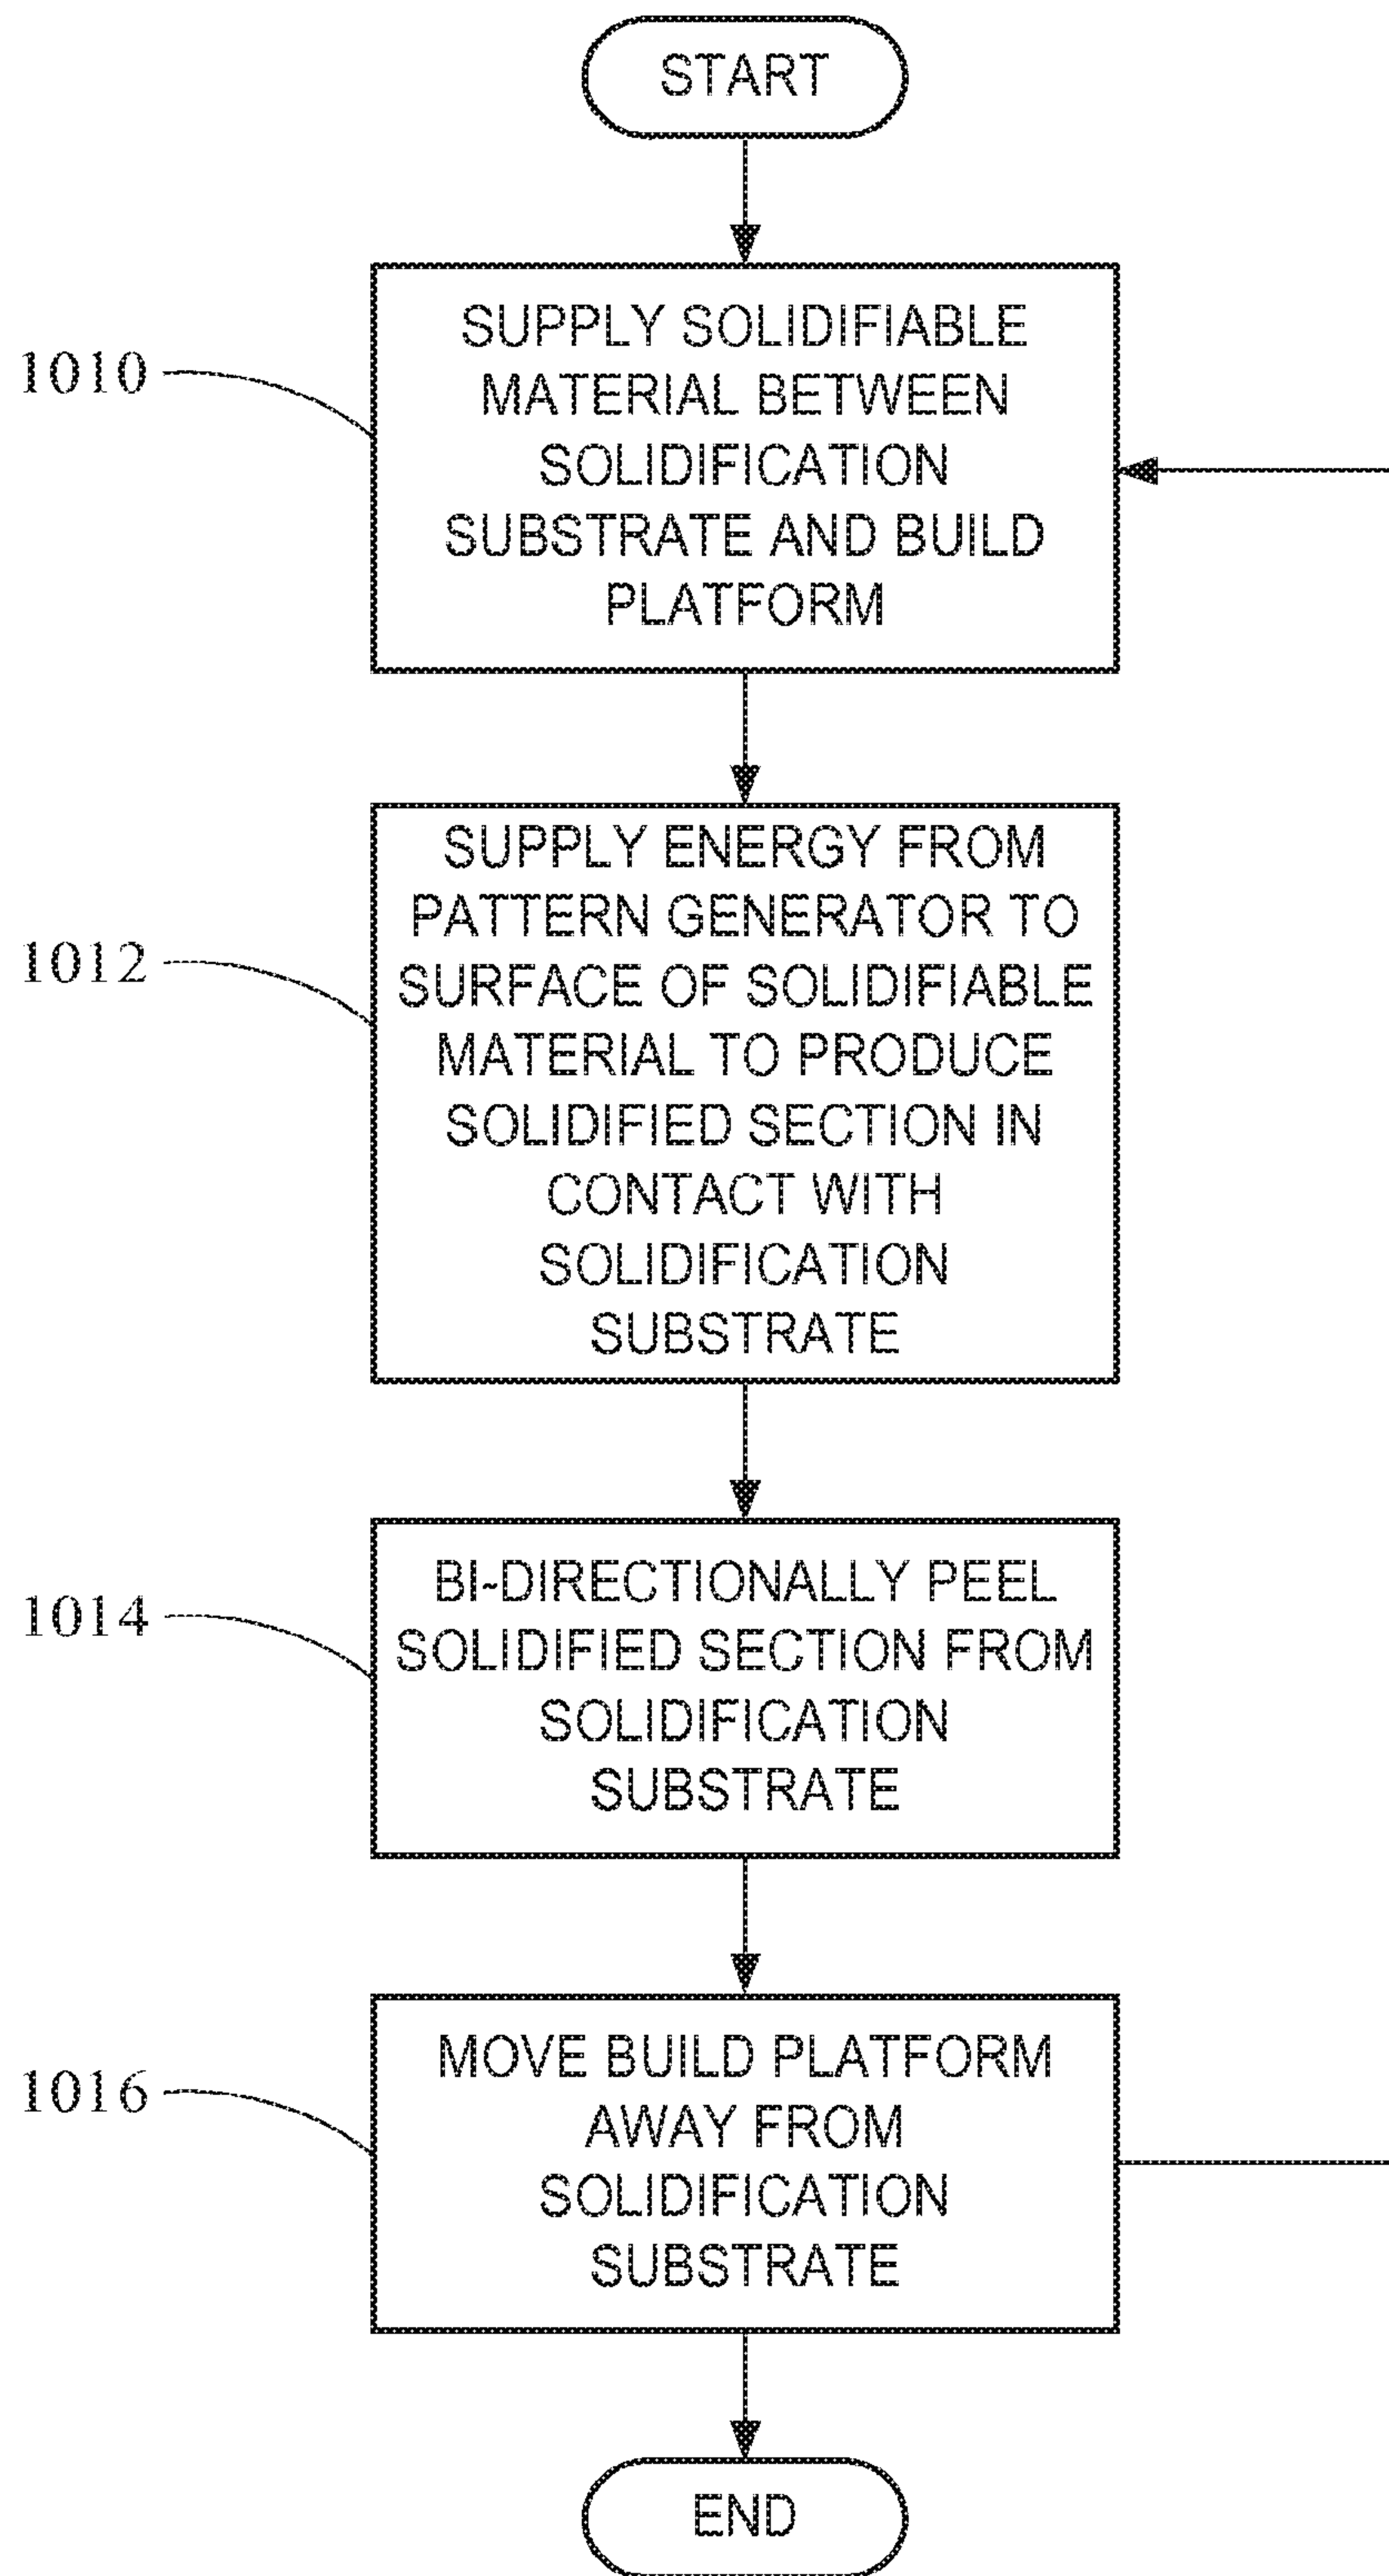 START
1010
SUPPLY SOLIDIFIABLE
MATERIAL BETWEEN
SOLIDIFICATION
SUBSTRATE AND BUILD
PLATFORM
1012
SUPPLY ENERGY FROM
PATTERN GENERATOR TO
SURFACE OF SOLIDIFIABLE
MATERIAL TO PRODUCE
SOLIDIFIED SECTION IN
CONTACT WITH
SOLIDIFICATION
SUBSTRATE
1014
BI-DIRECTIONALLY PEEL
SOLIDIFIED SECTION FROM
SOLIDIFICATION
SUBSTRATE
1016
MOVE BUILD PLATFORM
AWAY FROM
SOLIDIFICATION
SUBSTRATE
END